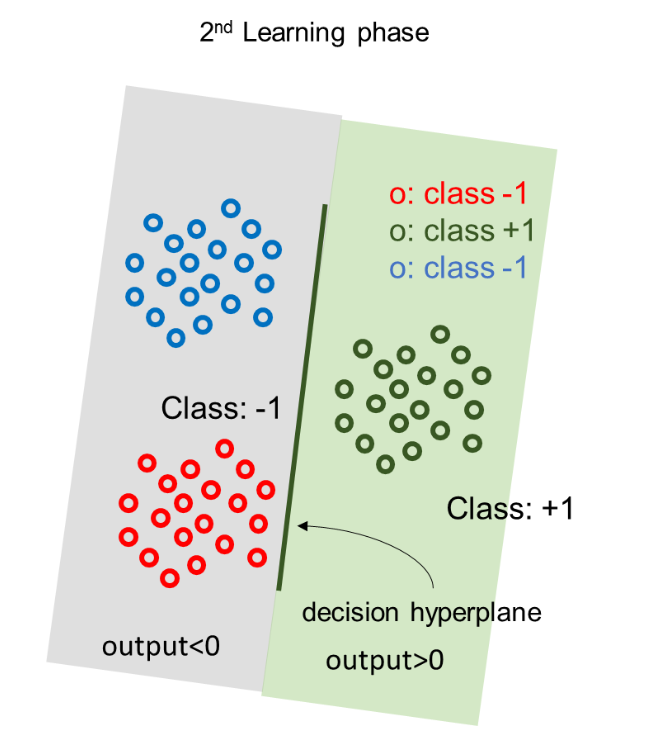 2nd Learning phase
o: class -1
o: class +1
o: class -1
Class: -1
Class: +1
decision hyperplane
output<0
output>0